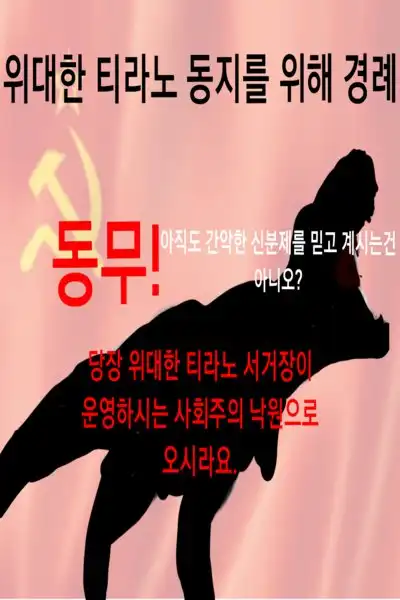 위대한 티라노 동지를 위해 경례
동무!
아직도 간악한 신분제를 믿고 계시는건
아니오?
당장 위대한 티라노 서거장이
운영하시는 사회주의 낙원으로
오시라요.